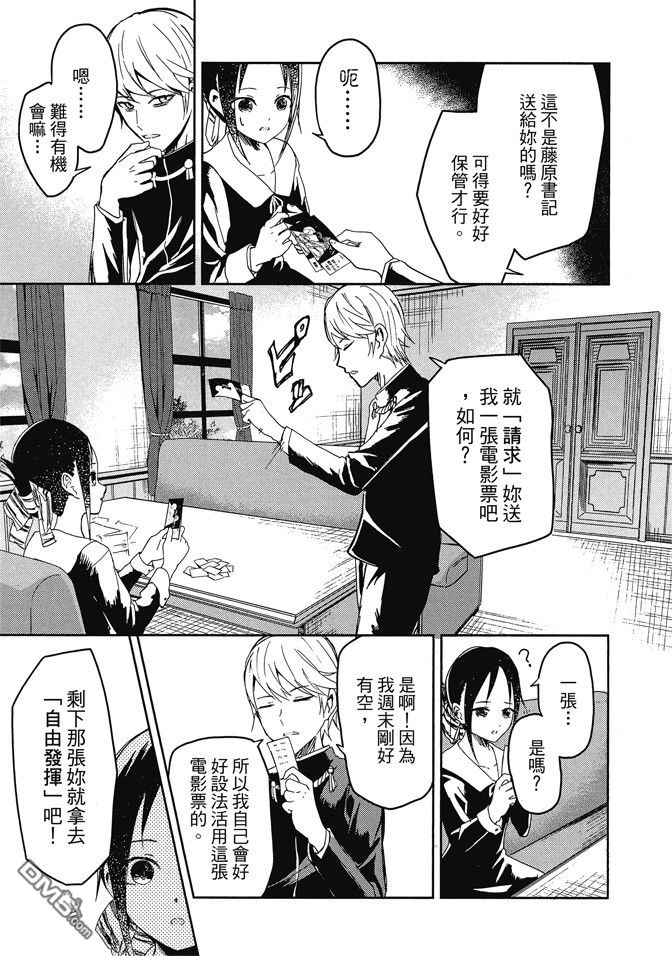 這不是藤原書記
送給妳的嗎？
可得要好好
保管才行。
呃……
嗯……
難得有機
會嘛…
就「請求」妳送
我一張電影票吧
，如何？
ピッ
一張…
是嗎？
?
是啊！因為
我週末剛好
有空，
所以我自己會好
好設法活用這張
電影票的。
剩下那張妳就拿去
「自由發揮」吧！